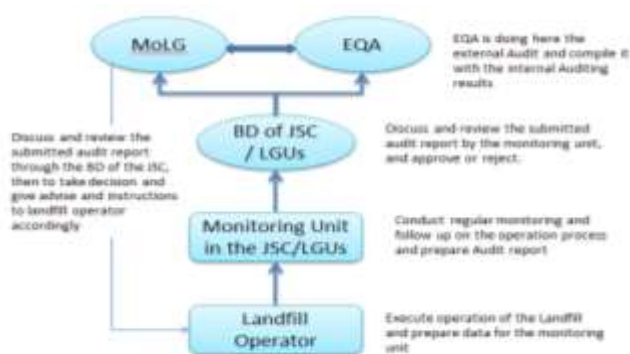 MoLG
EQA
EQA is doing here the
external Audit and compile it
with the internal Auditing
results
Discuss and review the
submitted audit report
through the BD of the JSC,
then to take decision and
give advise and instructions
to landfill operator
accordingly
BD of JSC
/ LGUs
Discuss and review the submitted
audit report by the monitoring unit,
and approve or reject.
Monitoring Unit
in the JSC/LGUs
Conduct regular monitoring and
follow up on the operation process
and prepare Audit report
Landfill
Operator
Execute operation of the Landfill
and prepare data for the monitoring
unit